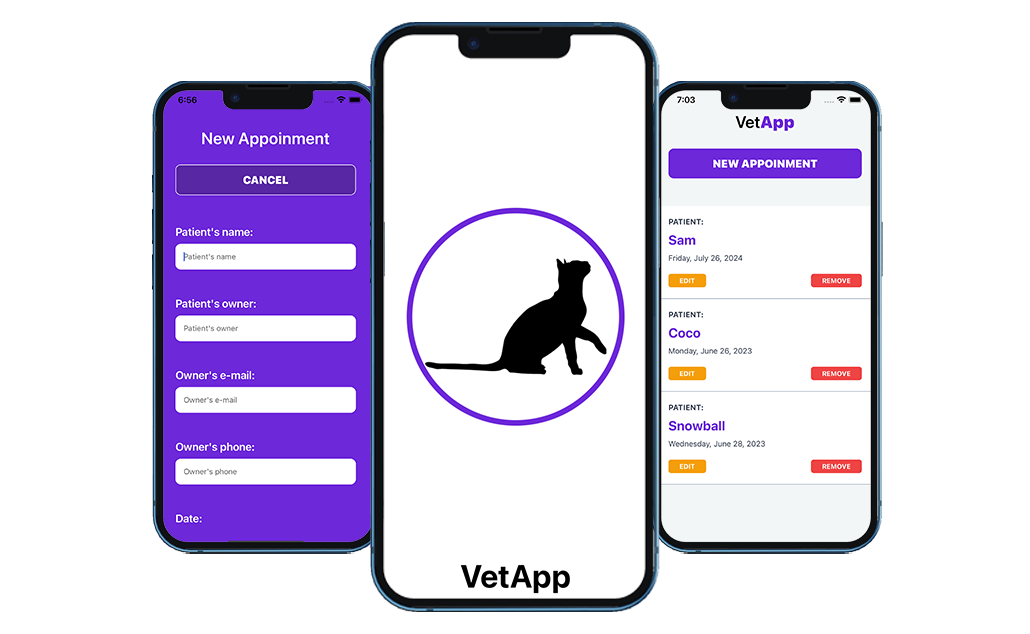 6:56
New Appoinment
CANCEL
Patient's name:
Patient's name
Patient's owner:
Patient's owner
Owner's e-mail:
Owner's e-mail
Owner's phone:
Owner's phone
Date:
VetApp
7:03
VetApp
NEW APPOINMENT
PATIENT:
Sam
Friday, July 26, 2024
EDIT REMOVE
PATIENT:
Coco
Monday, June 26, 2023
EDIT REMOVE
PATIENT:
Snowball
Wednesday, June 28, 2023
EDIT REMOVE